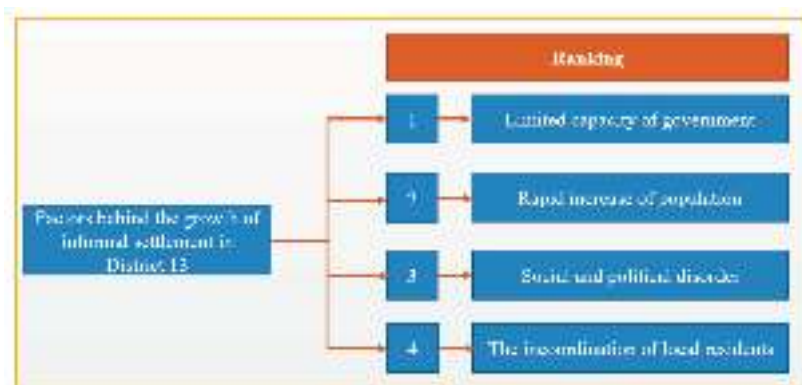 Ranking
1
Limited capacity of government
2
Rapid increase of population
Factors behind the growth of
informal settlement in
District 13
3
Social and political disorder
4
The incoordination of local residents